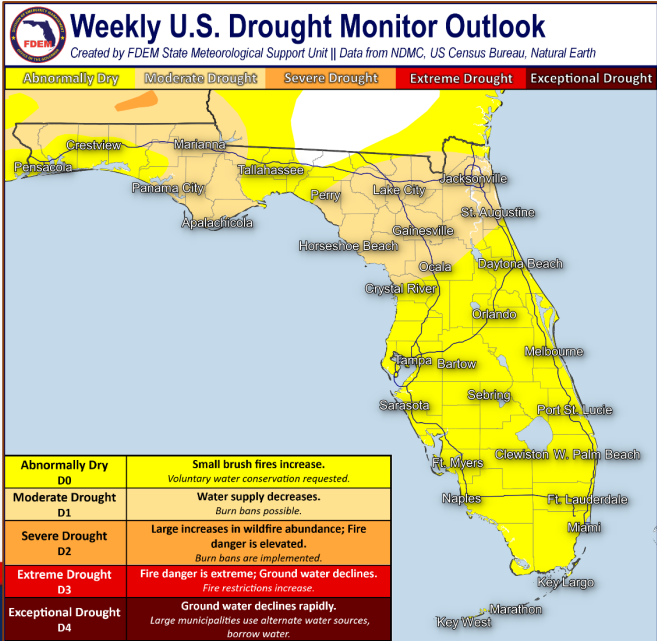 Weekly U.S. Drought Monitor Outlook
FDEM
Created by FDEM State Meteorological Support Unit || Data from NDMC, US Census Bureau, Natural Earth
Abnormally Dry Moderate Drought Severe Drought Extreme Drought Exceptional Drought
Crestview
Marianna
Pensacola
Tallahassee
Panama City
Perry
Lake City
Jacksonville
Apalachicola
St. Augustine
Gainesville
Horseshoe Beach
Ocala
Daytona Beach
Crystal River
Orlando
Tampa
Bartow
Melbourne
Sebring
Sarasota
Port St. Lucie
Clewiston
W. Palm Beach
Ft. Myers
Naples
Ft. Lauderdale
Miami
Key Largo
Marathon
Key West
Abnormally Dry
D0
Small brush fires increase.
Voluntary water conservation requested.
Moderate Drought
D1
Water supply decreases.
Burn bans possible.
Severe Drought
D2
Large increases in wildfire abundance; Fire
danger is elevated.
Burn bans are implemented.
Extreme Drought
D3
Fire danger is extreme; Ground water declines.
Fire restrictions increase.
Exceptional Drought
D4
Ground water declines rapidly.
Large municipalities use alternate water sources,
borrow water.